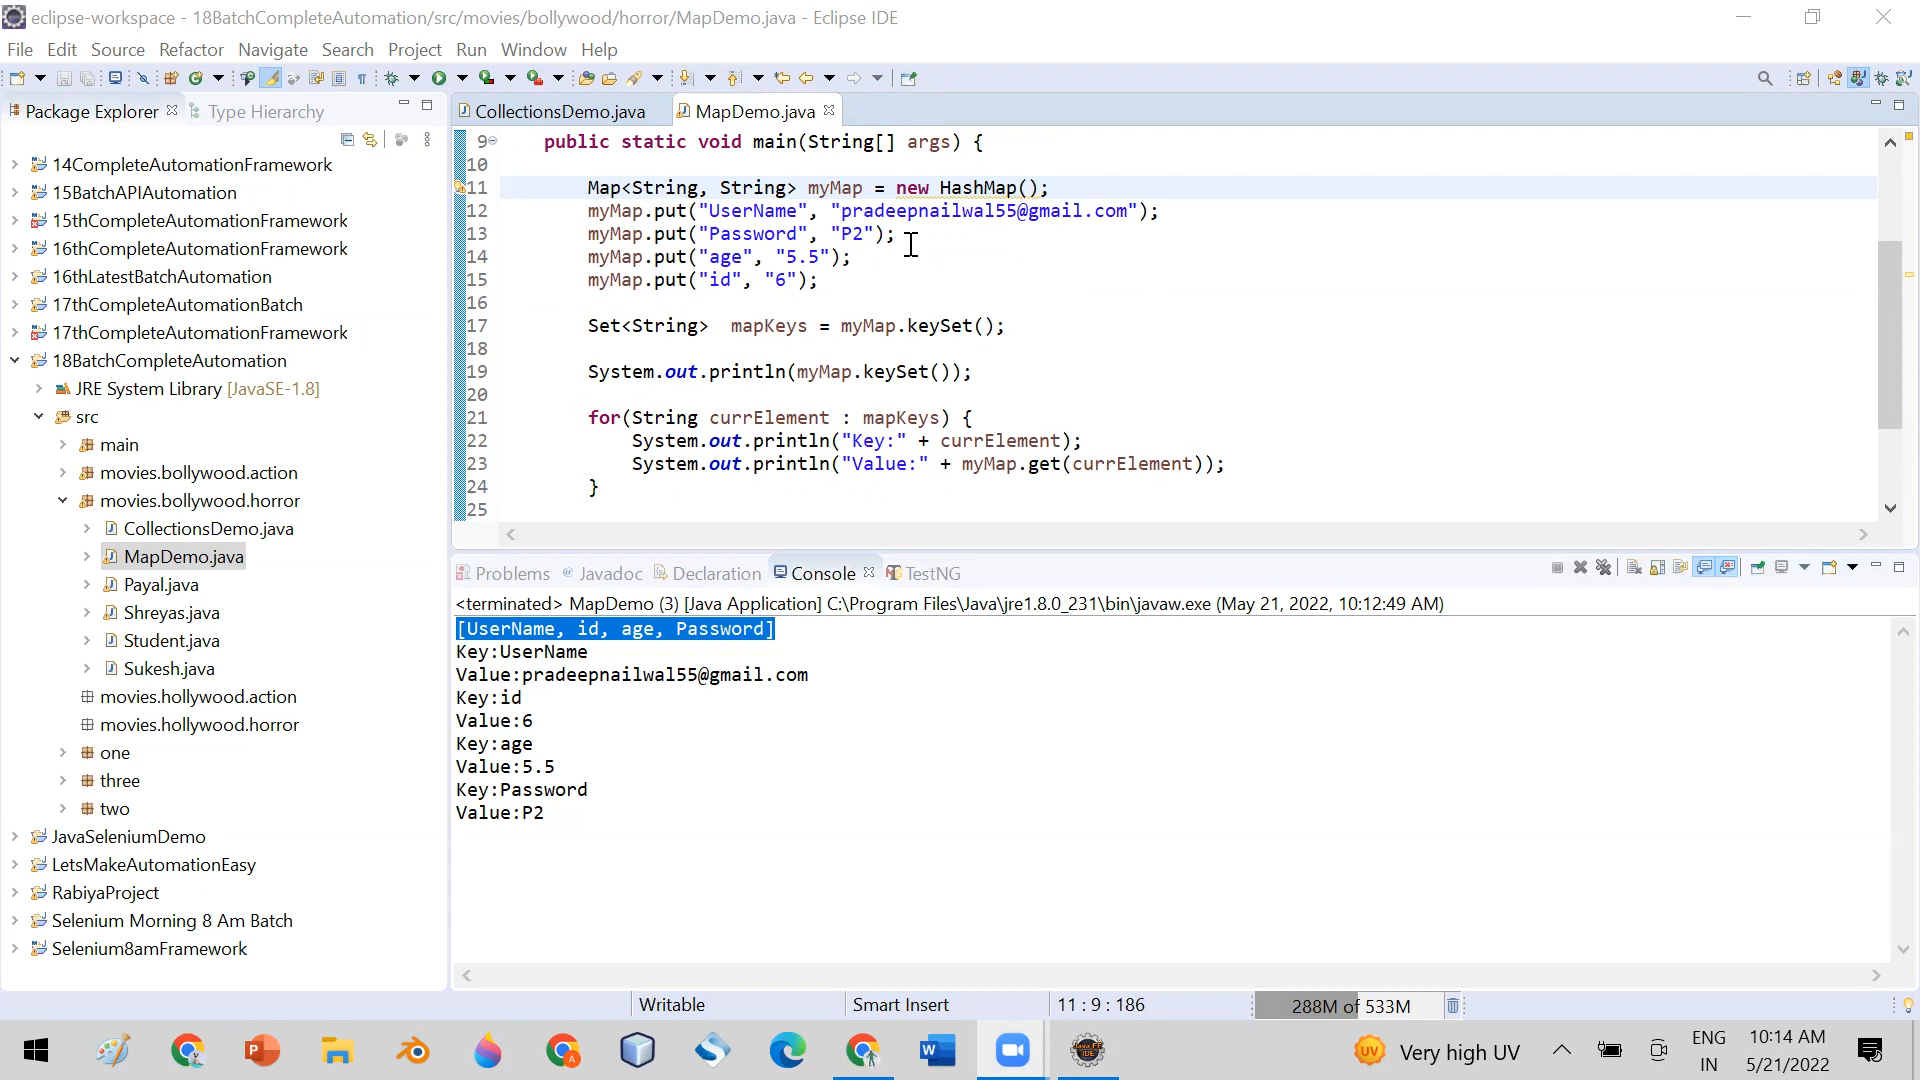 eclipse-workspace - 18BatchCompleteAutomation/src/movies/bollywood/horror/MapDemo.java - Eclipse IDE
File Edit Source Refactor Navigate Search Project Run Window Help
Package Explorer Type Hierarchy
14CompleteAutomationFramework
15BatchAPIAutomation
15thCompleteAutomationFramework
16thCompleteAutomationFramework
16thLatestBatchAutomation
17thCompleteAutomationBatch
17thCompleteAutomationFramework
18BatchCompleteAutomation
JRE System Library [JavaSE-1.8]
src
main
movies.bollywood.action
movies.bollywood.horror
CollectionsDemo.java
MapDemo.java
Payal.java
Shreyas.java
Student.java
Sukesh.java
movies.hollywood.action
movies.hollywood.horror
one
three
two
JavaSeleniumDemo
LetsMakeAutomationEasy
RabiyaProject
Selenium Morning 8 Am Batch
Selenium8amFramework
CollectionsDemo.java MapDemo.java
9 public static void main(String[] args) {
10
11 Map<String, String> myMap = new HashMap();
12 myMap.put("UserName", "pradeepnailwal55@gmail.com");
13 myMap.put("Password", "P2");
14 myMap.put("age", "5.5");
15 myMap.put("id", "6");
16
17 Set<String> mapKeys = myMap.keySet();
18
19 System.out.println(myMap.keySet());
20
21 for(String currElement : mapKeys) {
22 System.out.println("Key:" + currElement);
23 System.out.println("Value:" + myMap.get(currElement));
24 }
25
Problems Javadoc Declaration Console TestNG
<terminated> MapDemo (3) [Java Application] C:\Program Files\Java\jre1.8.0_231\bin\javaw.exe (May 21, 2022, 10:12:49 AM)
[UserName, id, age, Password]
Key:UserName
Value:pradeepnailwal55@gmail.com
Key:id
Value:6
Key:age
Value:5.5
Key:Password
Value:P2
Writable Smart Insert 11 : 9 : 186 288M of 533M
Very high UV ENG 10:14 AM
IN 5/21/2022